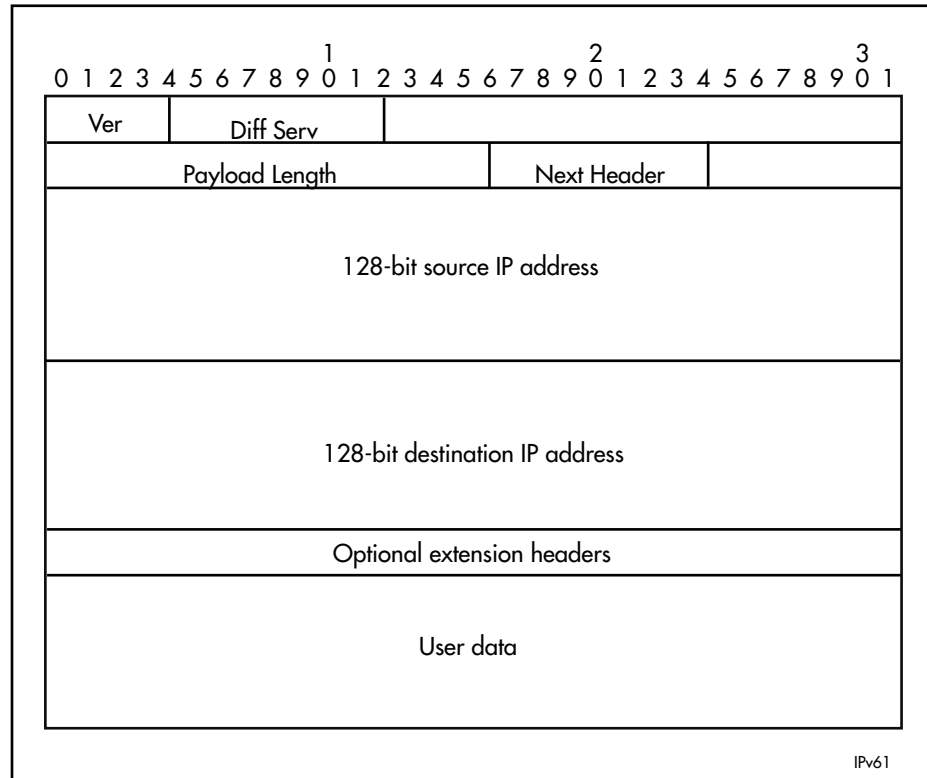 1 2 3
0 1 2 3 4 5 6 7 8 9 0 1 2 3 4 5 6 7 8 9 0 1 2 3 4 5 6 7 8 9 0 1
Ver Diff Serv
Payload Length Next Header
128-bit source IP address
128-bit destination IP address
Optional extension headers
User data
IPv61